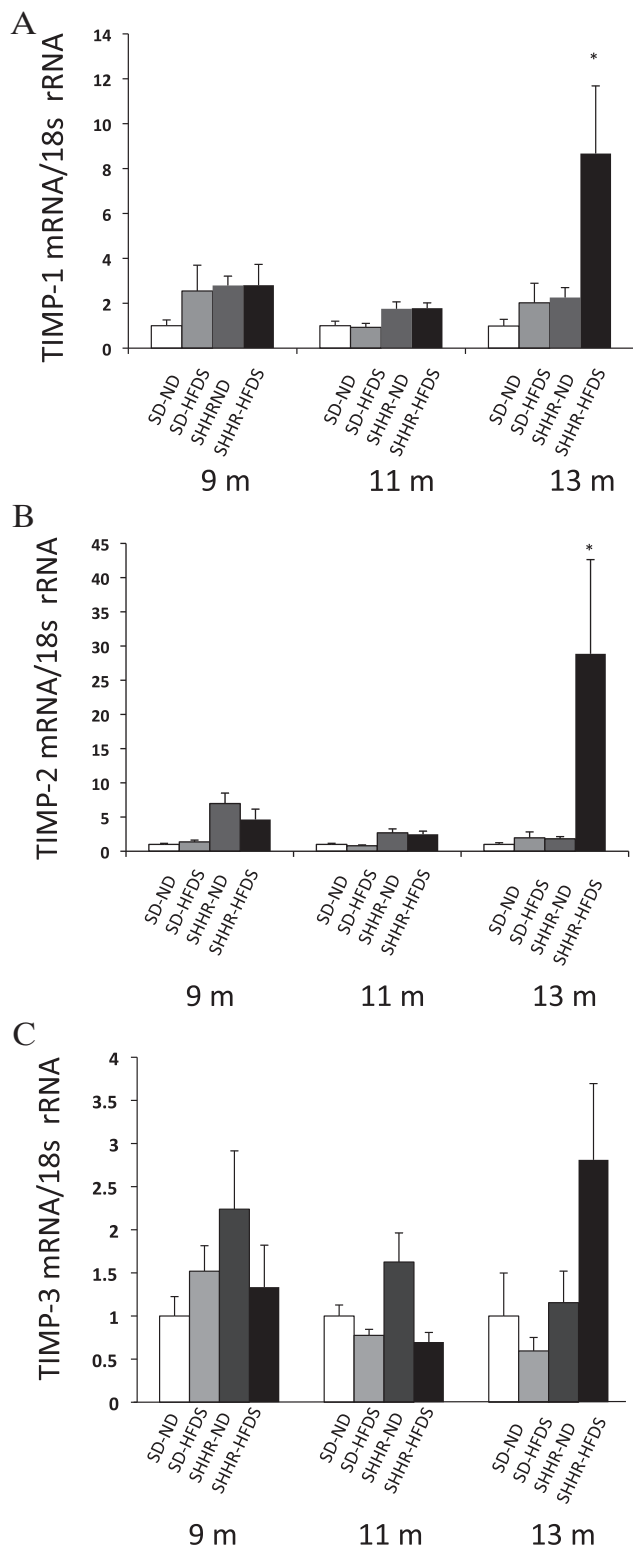 A
TIMP-1 mRNA/18s rRNA
14
12
10
8
6
4
2
0
*
SD-ND
SD-HFDS
SHHRND
SHHR-HFDS
SD-ND
SD-HFDS
SHHR-ND
SHHR-HFDS
SD-ND
SD-HFDS
SHHR-ND
SHHR-HFDS
9 m
11 m
13 m
B
TIMP-2 mRNA/18s rRNA
45
40
35
30
25
20
15
10
5
0
*
SD-ND
SD-HFDS
SHHR-ND
SHHR-HFDS
SD-ND
SD-HFDS
SHHR-ND
SHHR-HFDS
SD-ND
SD-HFDS
SHHR-ND
SHHR-HFDS
9 m
11 m
13 m
C
TIMP-3 mRNA/18s rRNA
4
3.5
3
2.5
2
1.5
1
0.5
0
SD-ND
SD-HFDS
SHHR-ND
SHHR-HFDS
SD-ND
SD-HFDS
SHHR-ND
SHHR-HFDS
SD-ND
SD-HFDS
SHHR-ND
SHHR-HFDS
9 m
11 m
13 m